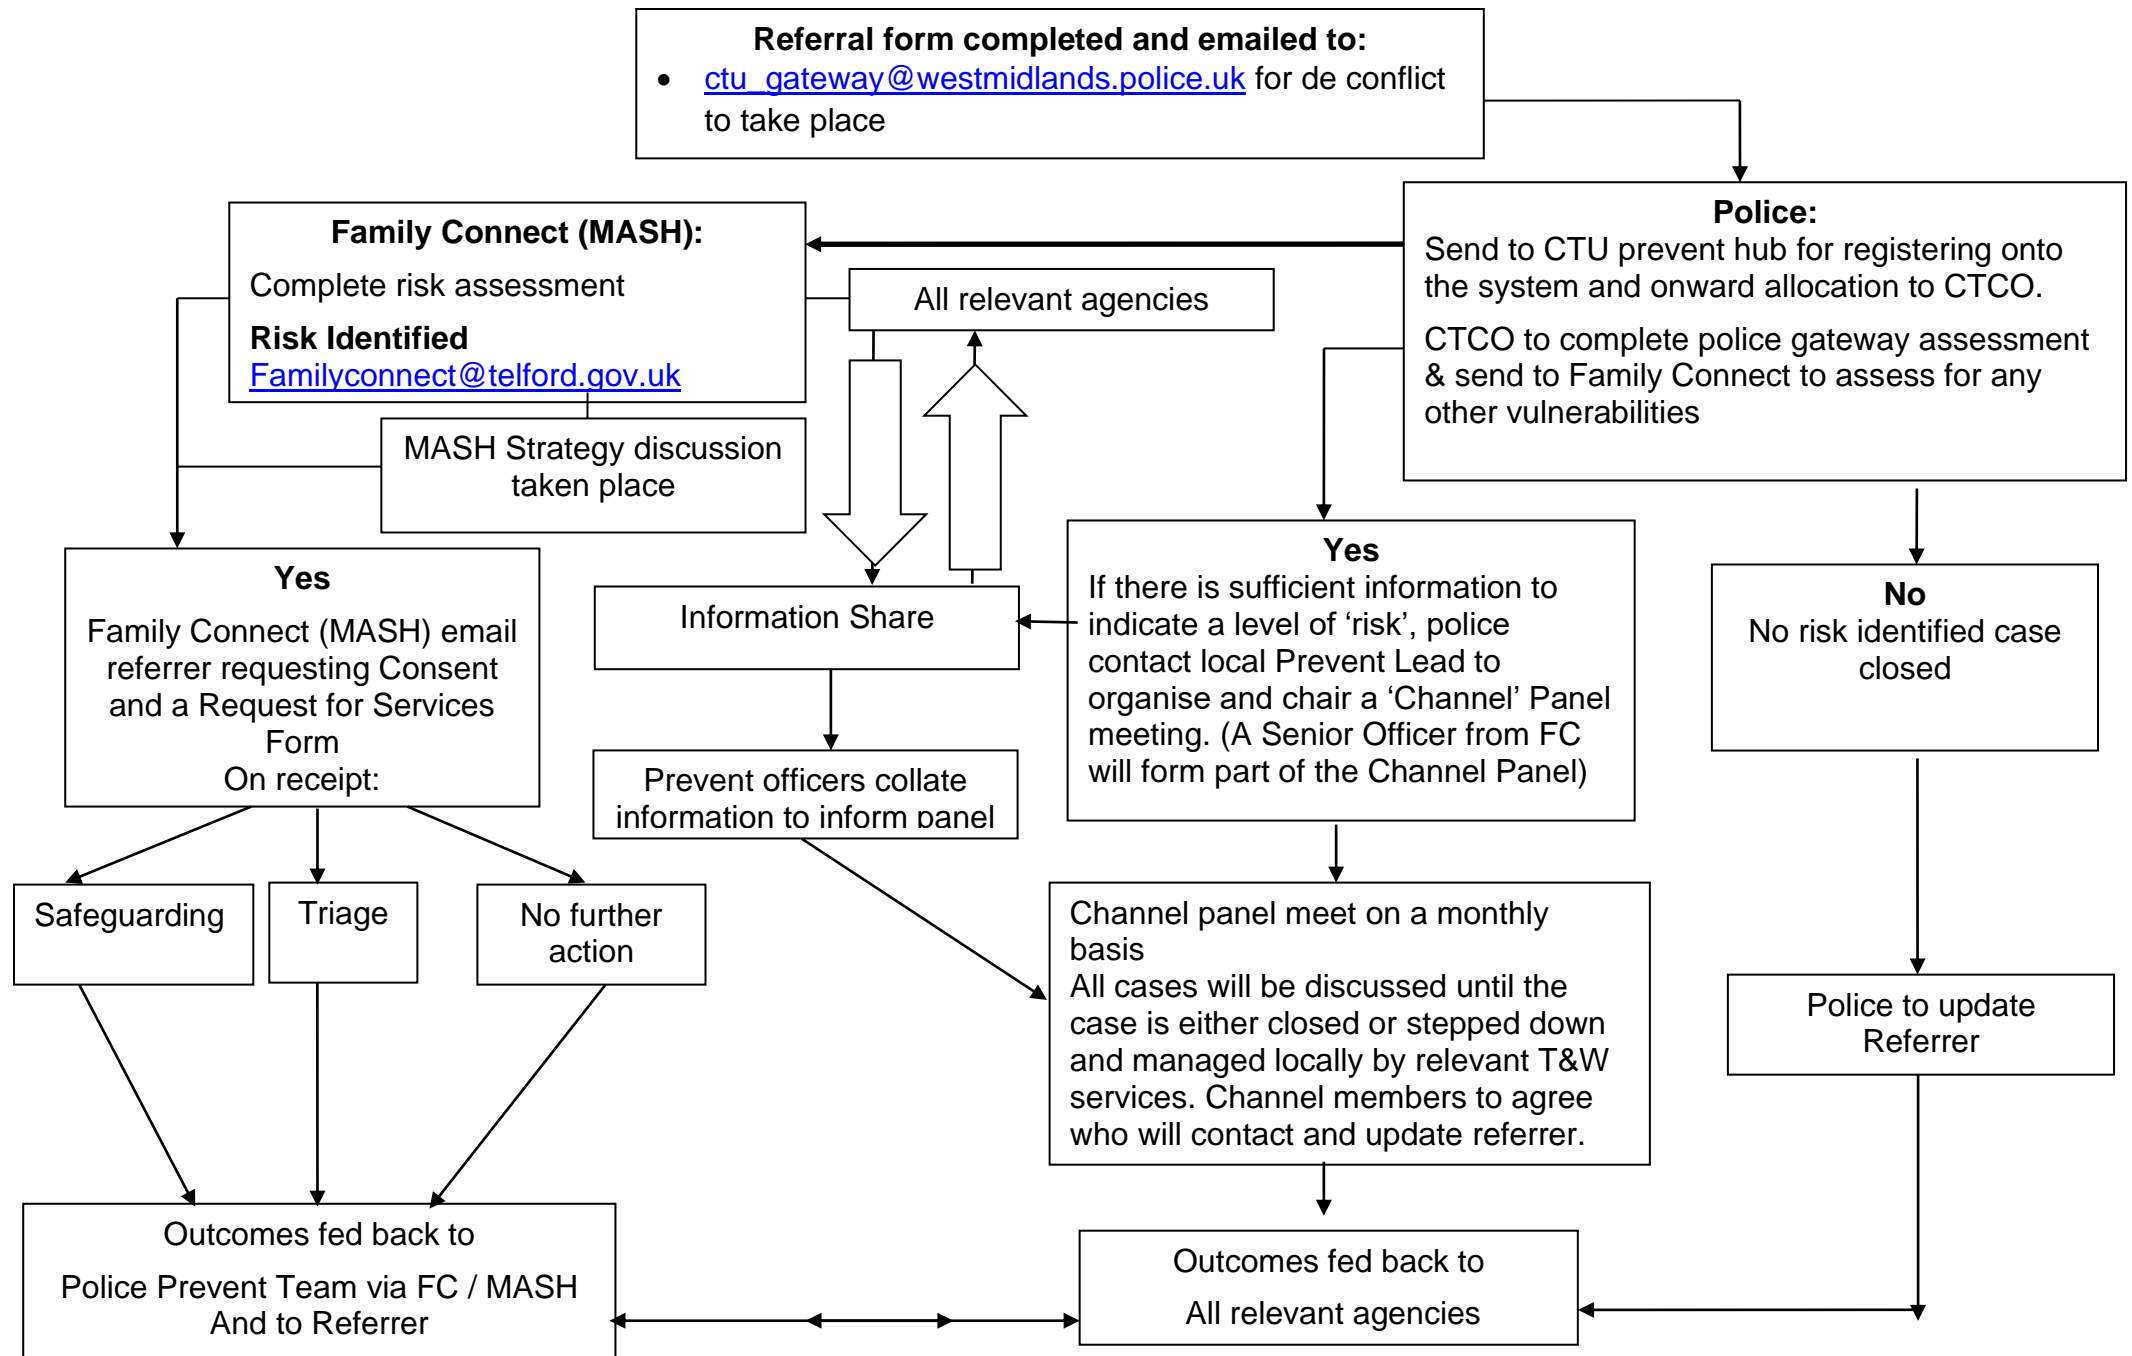 Referral form completed and emailed to:
• ctu_gateway@westmidlands.police.uk for de conflict
to take place
Police:
Send to CTU prevent hub for registering onto
the system and onward allocation to CTCO.
CTCO to complete police gateway assessment
& send to Family Connect to assess for any
other vulnerabilities
Family Connect (MASH):
Complete risk assessment
Risk Identified
Familyconnect@telford.gov.uk
All relevant agencies
MASH Strategy discussion
taken place
Yes
Family Connect (MASH) email
referrer requesting Consent
and a Request for Services
Form
On receipt:
Information Share
Yes
If there is sufficient information to
indicate a level of ‘risk’, police
contact local Prevent Lead to
organise and chair a ‘Channel’ Panel
meeting. (A Senior Officer from FC
will form part of the Channel Panel)
No
No risk identified case
closed
Prevent officers collate
information to inform panel
Safeguarding
Triage
No further
action
Channel panel meet on a monthly
basis
All cases will be discussed until the
case is either closed or stepped down
and managed locally by relevant T&W
services. Channel members to agree
who will contact and update referrer.
Police to update
Referrer
Outcomes fed back to
Police Prevent Team via FC / MASH
And to Referrer
Outcomes fed back to
All relevant agencies